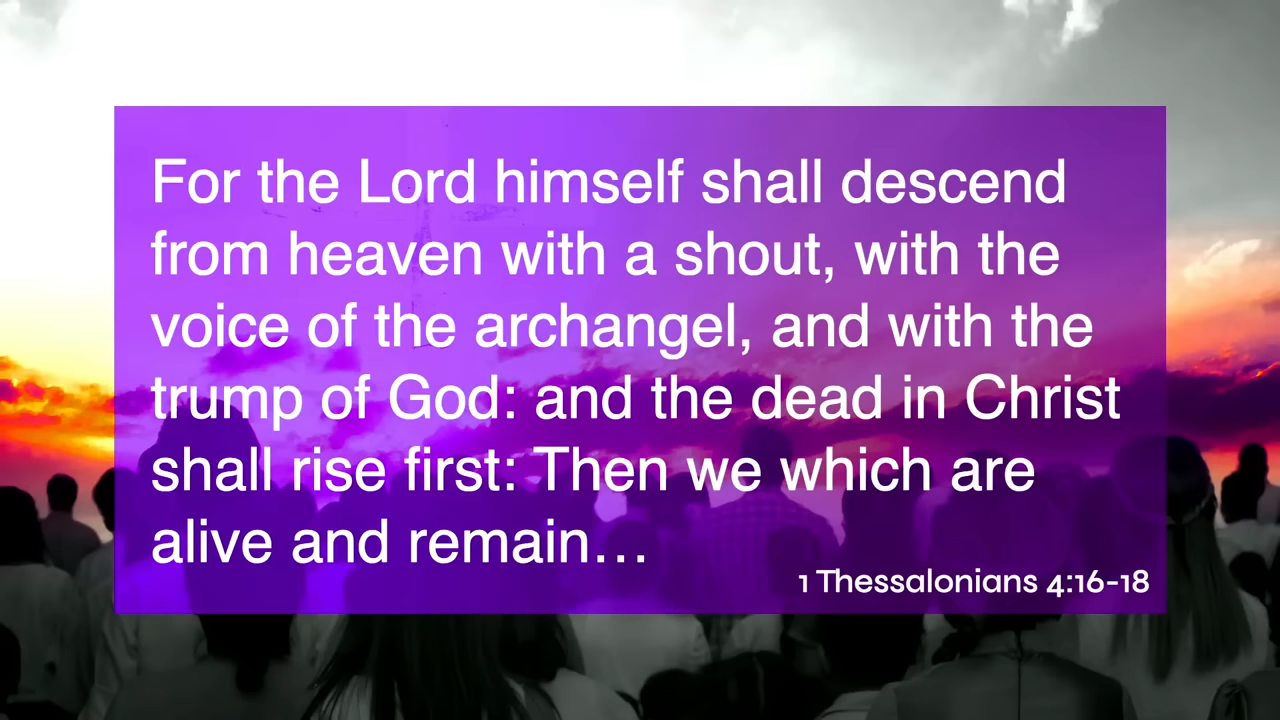 For the Lord himself shall descend
from heaven with a shout, with the
voice of the archangel, and with the
trump of God: and the dead in Christ
shall rise first: Then we which are
alive and remain…
1 Thessalonians 4:16-18